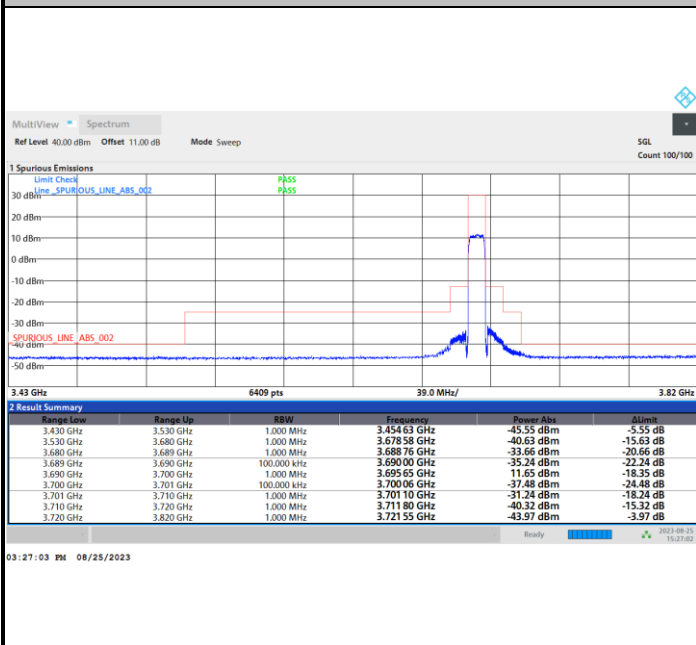 MultiView Spectrum
Ref Level 40.00 dBm Offset 11.00 dB Mode Sweep SGL
Count 100/100
1 Spurious Emissions
Limit Check PASS
Line _SPURIOUS_LINE_ABS_002 PASS
30 dBm
20 dBm
10 dBm
0 dBm
-10 dBm
-20 dBm
-30 dBm
SPURIOUS_LINE_ABS_002
-40 dBm
-50 dBm
3.43 GHz 6409 pts 39.0 MHz/ 3.82 GHz
2 Result Summary
Range Low Range Up RBW Frequency Power Abs ΔLimit
3.430 GHz 3.530 GHz 1.000 MHz 3.454 63 GHz -45.55 dBm -5.55 dB
3.530 GHz 3.680 GHz 1.000 MHz 3.678 58 GHz -40.63 dBm -15.63 dB
3.680 GHz 3.689 GHz 1.000 MHz 3.688 76 GHz -33.66 dBm -20.66 dB
3.689 GHz 3.690 GHz 100.000 kHz 3.690 00 GHz -35.24 dBm -22.24 dB
3.690 GHz 3.700 GHz 1.000 MHz 3.695 65 GHz 11.65 dBm -18.35 dB
3.700 GHz 3.701 GHz 100.000 kHz 3.700 06 GHz -37.48 dBm -24.48 dB
3.701 GHz 3.710 GHz 1.000 MHz 3.701 10 GHz -31.24 dBm -18.24 dB
3.710 GHz 3.720 GHz 1.000 MHz 3.711 80 GHz -40.32 dBm -15.32 dB
3.720 GHz 3.820 GHz 1.000 MHz 3.721 55 GHz -43.97 dBm -3.97 dB
Ready 2023-08-25
15:27:02
03:27:03 PM 08/25/2023